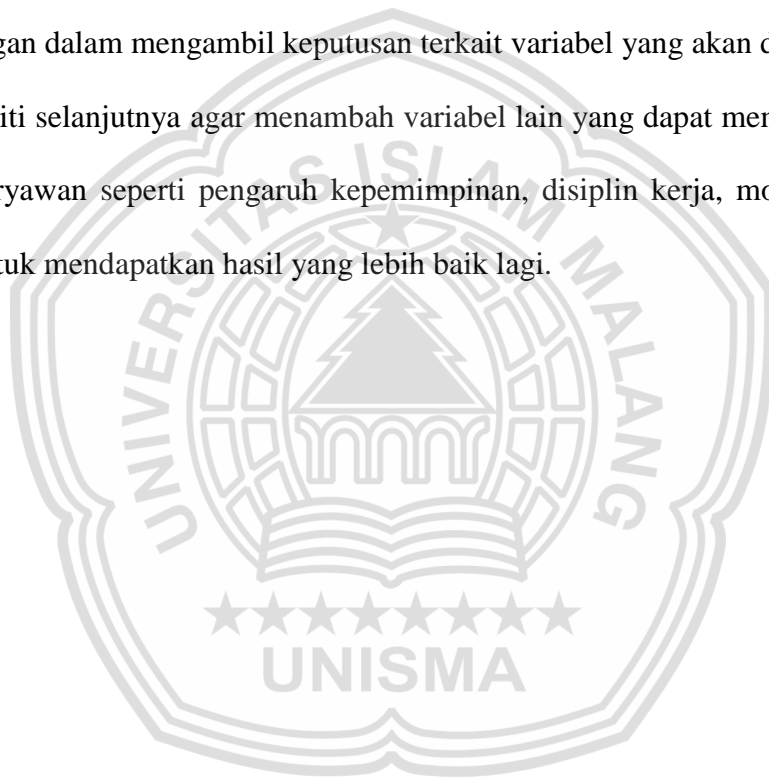 gan dalam mengambil keputusan terkait variabel yang akan d
iti selanjutnya agar menambah variabel lain yang dapat mer
ryawan seperti pengaruh kepemimpinan, disiplin kerja, mo
tuk mendapatkan hasil yang lebih baik lagi.
UNIVERSITAS ISLAM MALANG
UNISMA